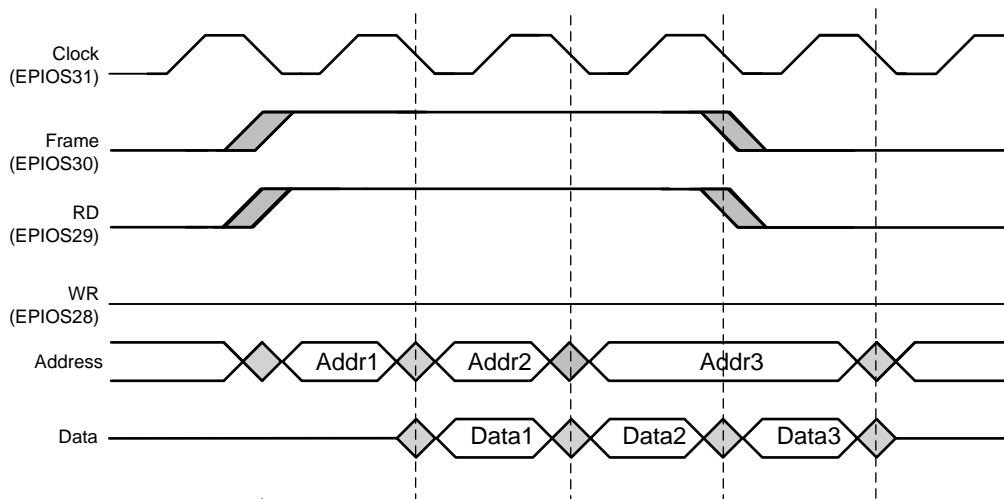 Clock
(EPIOS31)
Frame
(EPIOS30)
RD
(EPIOS29)
WR
(EPIOS28)
Address
Addr1
Addr2
Addr3
Data
Data1
Data2
Data3